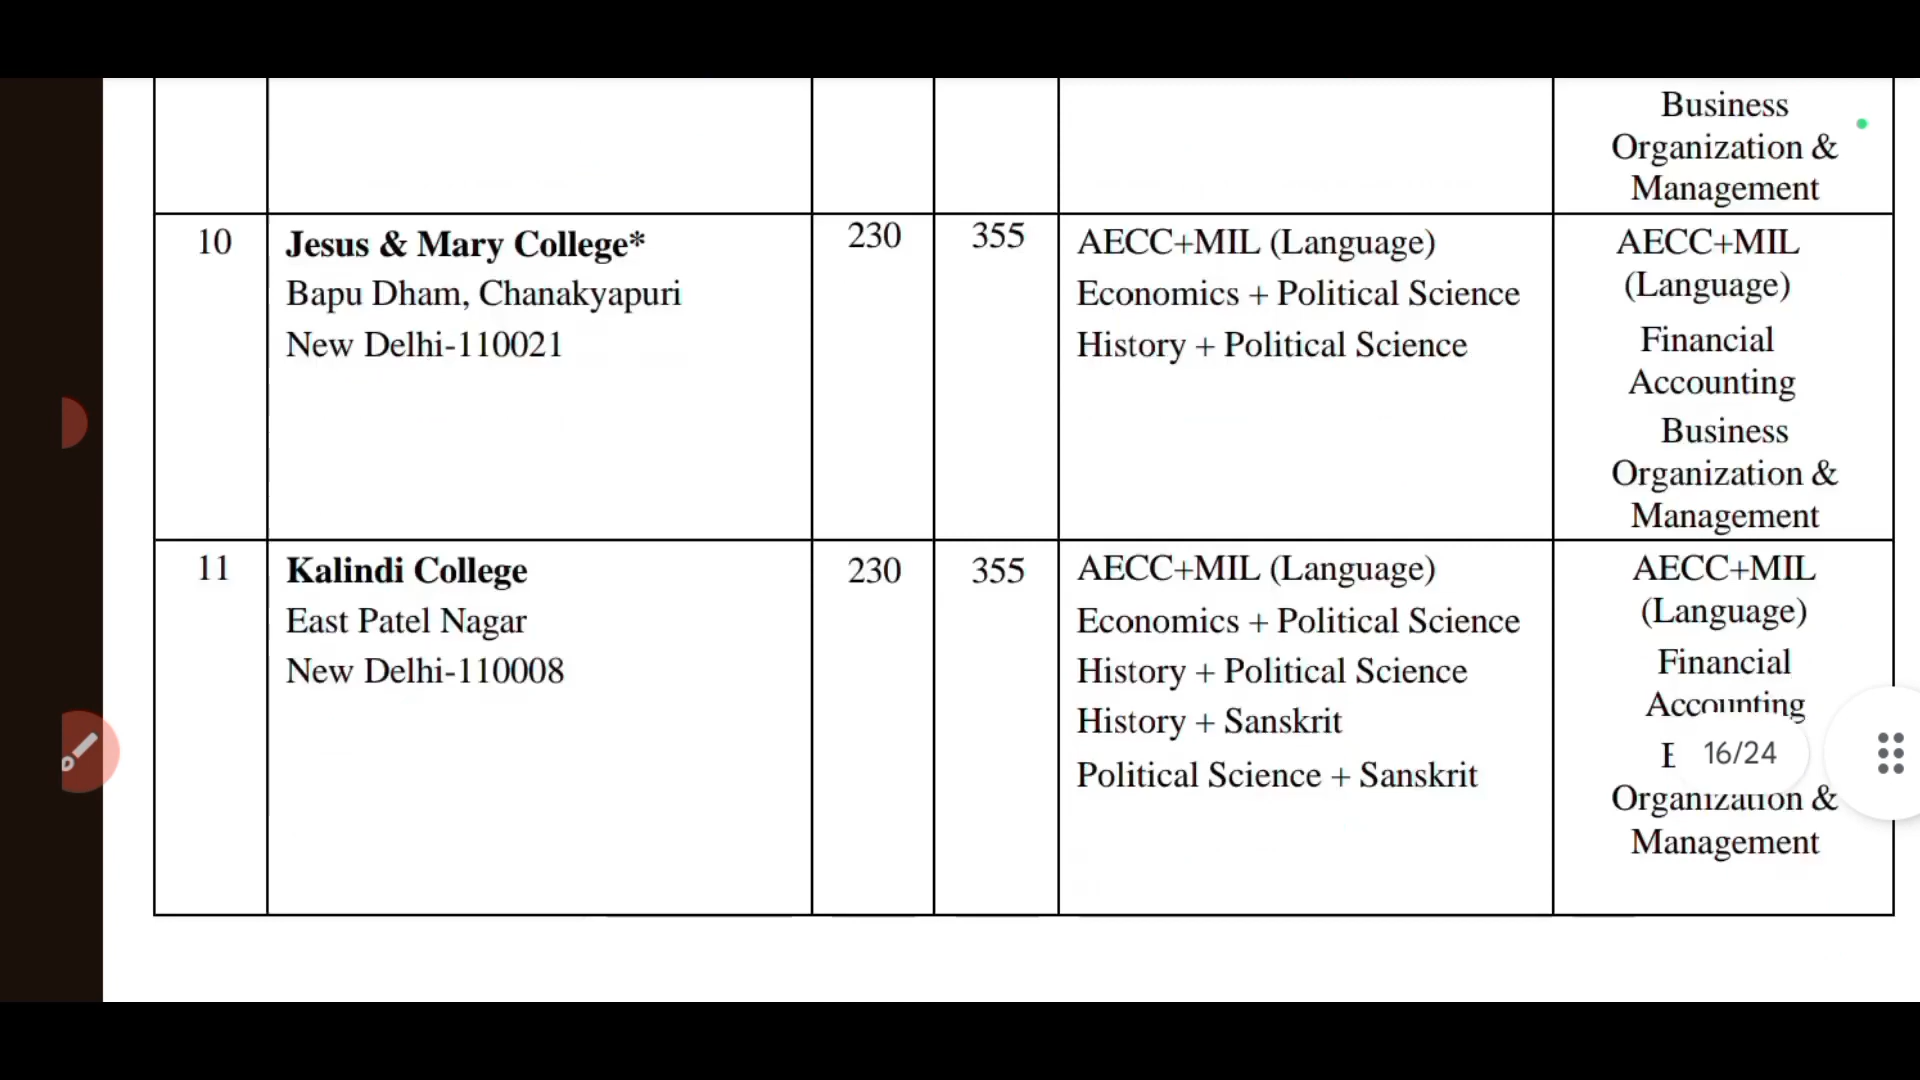 Business
Organization &
Management
10
Jesus & Mary College*
Bapu Dham, Chanakyapuri
New Delhi-110021
230
355
AECC+MIL (Language)
Economics + Political Science
History + Political Science
AECC+MIL
(Language)
Financial
Accounting
Business
Organization &
Management
11
Kalindi College
East Patel Nagar
New Delhi-110008
230
355
AECC+MIL (Language)
Economics + Political Science
History + Political Science
History + Sanskrit
Political Science + Sanskrit
AECC+MIL
(Language)
Financial
Accounting
16/24
Organization &
Management